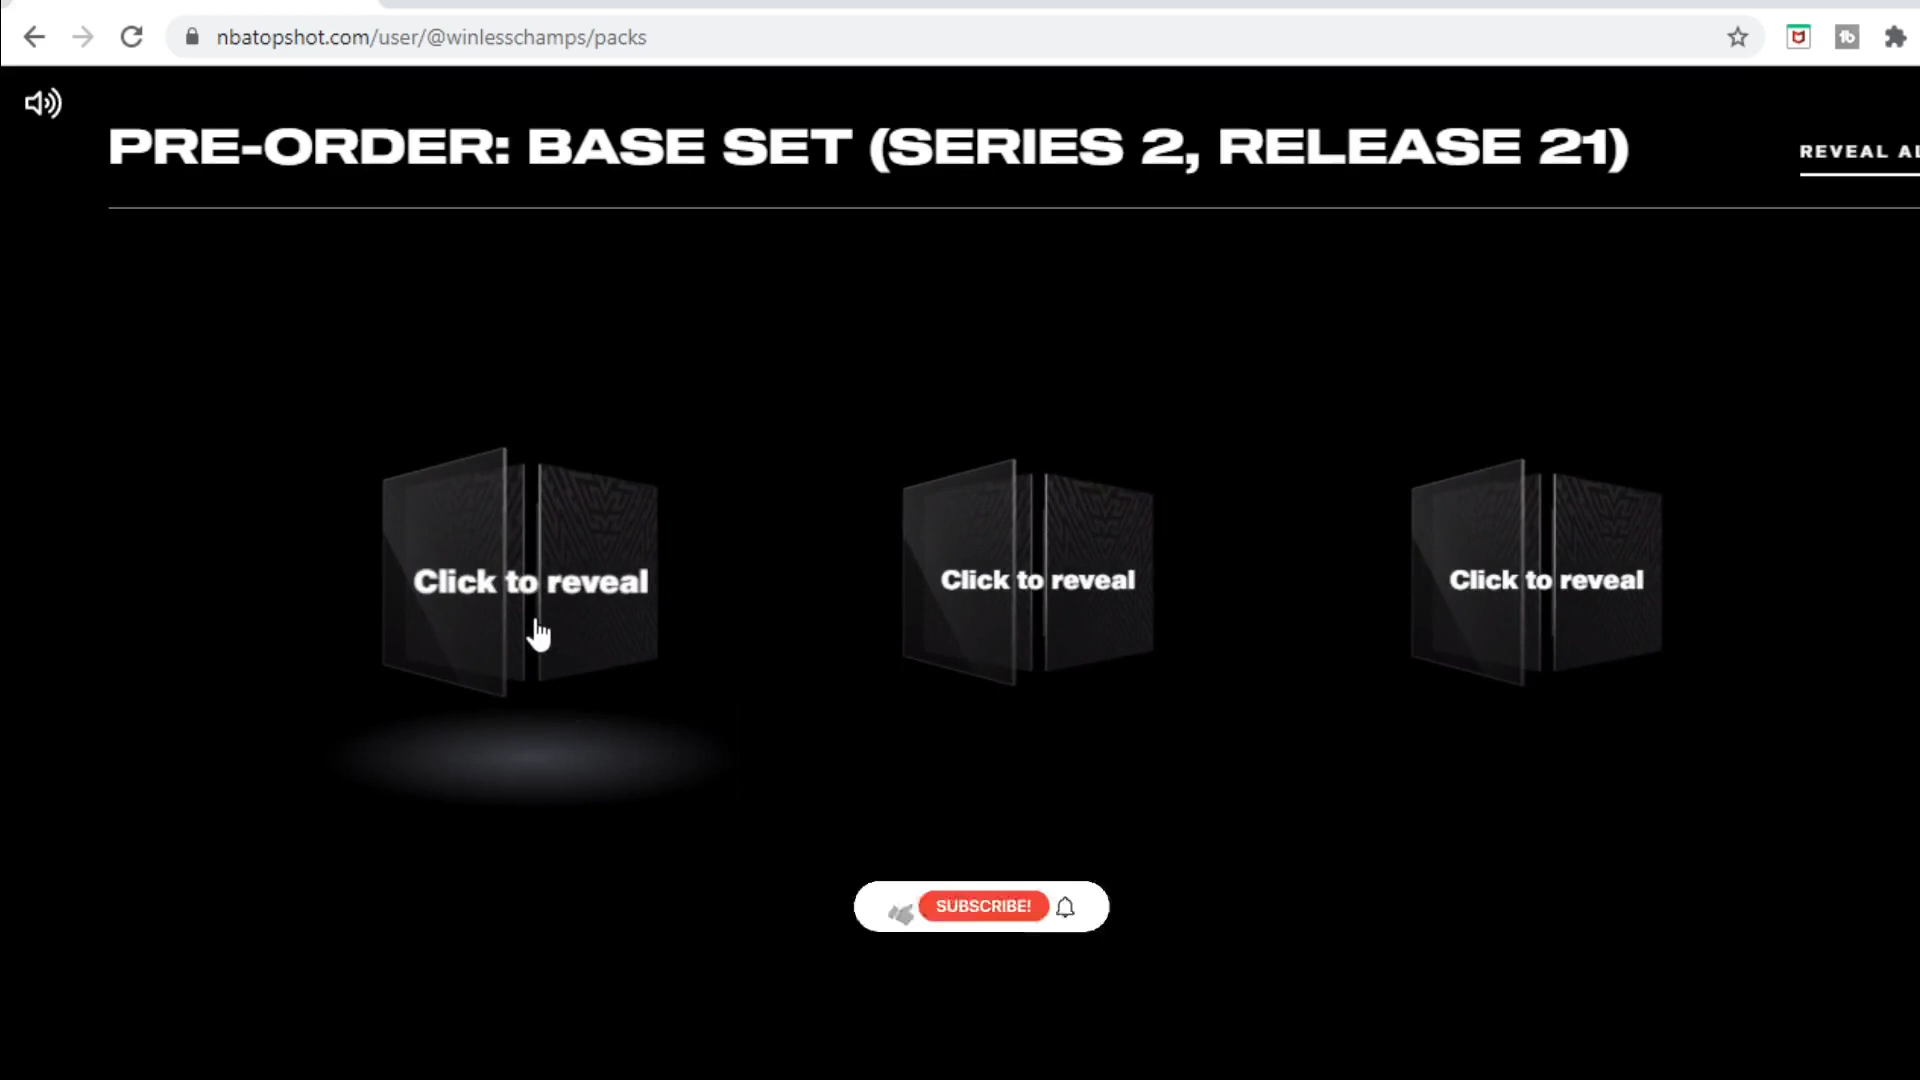 nbatopshot.com/user/@winlesschamps/packs
PRE-ORDER: BASE SET (SERIES 2, RELEASE 21)
REVEAL AL
Click to reveal
Click to reveal
Click to reveal
SUBSCRIBE!